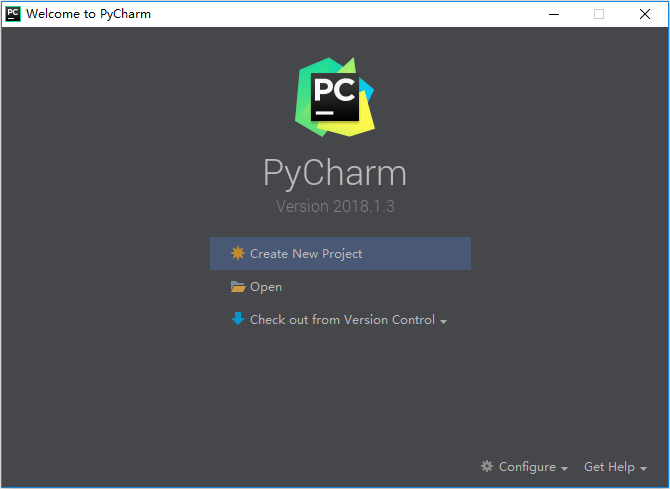 Welcome to PyCharm
PC
PyCharm
Version 2018.1.3
Create New Project
Open
Check out from Version Control
Configure Get Help